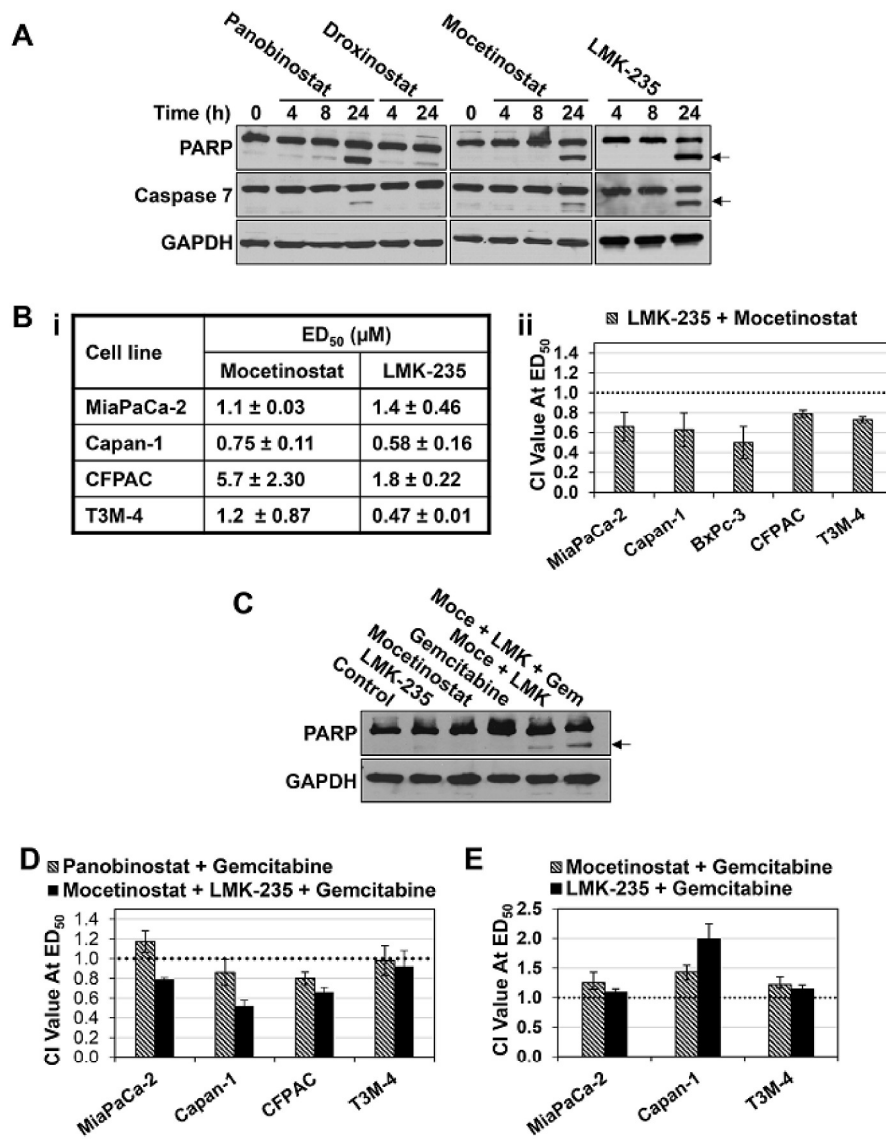 A
Panobinostat Droxinostat Mocetinostat LMK-235
Time (h) 0 4 8 24 4 24 0 4 8 24 4 8 24
PARP
Caspase 7
GAPDH
B i
Cell line ED50 (µM)
Mocetinostat LMK-235
MiaPaCa-2 1.1 ± 0.03 1.4 ± 0.46
Capan-1 0.75 ± 0.11 0.58 ± 0.16
CFPAC 5.7 ± 2.30 1.8 ± 0.22
T3M-4 1.2 ± 0.87 0.47 ± 0.01
ii LMK-235 + Mocetinostat
CI Value At ED50
1.4
1.2
1.0
0.8
0.6
0.4
0.2
0.0
MiaPaCa-2 Capan-1 BxPc-3 CFPAC T3M-4
C
Control LMK-235 Mocetinostat Gemcitabine Moce + LMK Moce + LMK + Gem
PARP
GAPDH
D Panobinostat + Gemcitabine
Mocetinostat + LMK-235 + Gemcitabine
CI Value At ED50
1.4
1.2
1.0
0.8
0.6
0.4
0.2
0.0
MiaPaCa-2 Capan-1 CFPAC T3M-4
E Mocetinostat + Gemcitabine
LMK-235 + Gemcitabine
CI Value At ED50
2.5
2.0
1.5
1.0
0.5
0.0
MiaPaCa-2 Capan-1 T3M-4